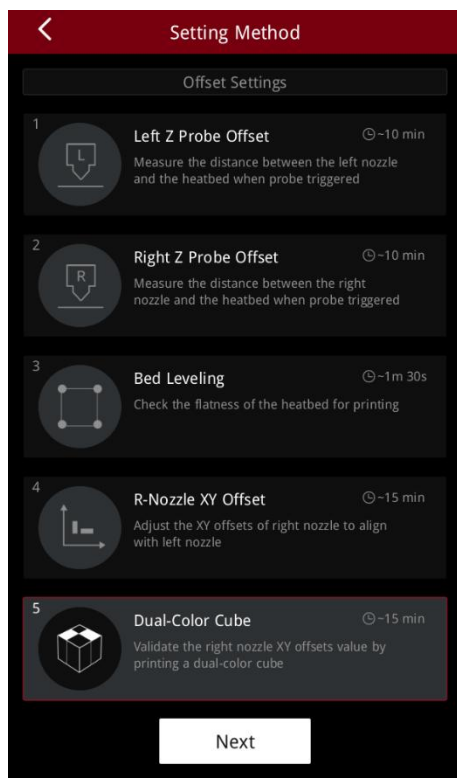 Setting Method
Offset Settings
1
L
Left Z Probe Offset
~10 min
Measure the distance between the left nozzle
and the heatbed when probe triggered
2
R
Right Z Probe Offset
~10 min
Measure the distance between the right
nozzle and the heatbed when probe triggered
3
Bed Leveling
~1m 30s
Check the flatness of the heatbed for printing
4
R-Nozzle XY Offset
~15 min
Adjust the XY offsets of right nozzle to align
with left nozzle
5
Dual-Color Cube
~15 min
Validate the right nozzle XY offsets value by
printing a dual-color cube
Next